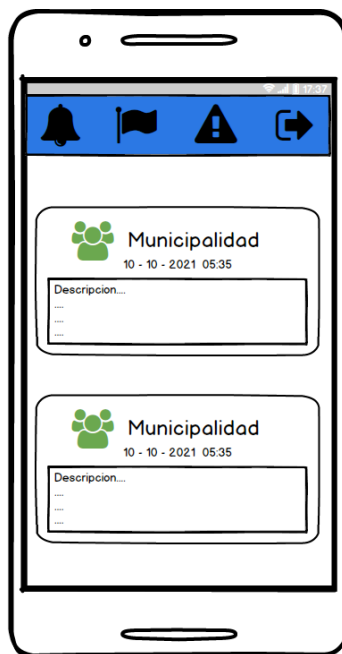 17:37
Municipalidad
10 - 10 - 2021 05:35
Descripcion....
....
....
....
Municipalidad
10 - 10 - 2021 05:35
Descripcion....
....
....
....